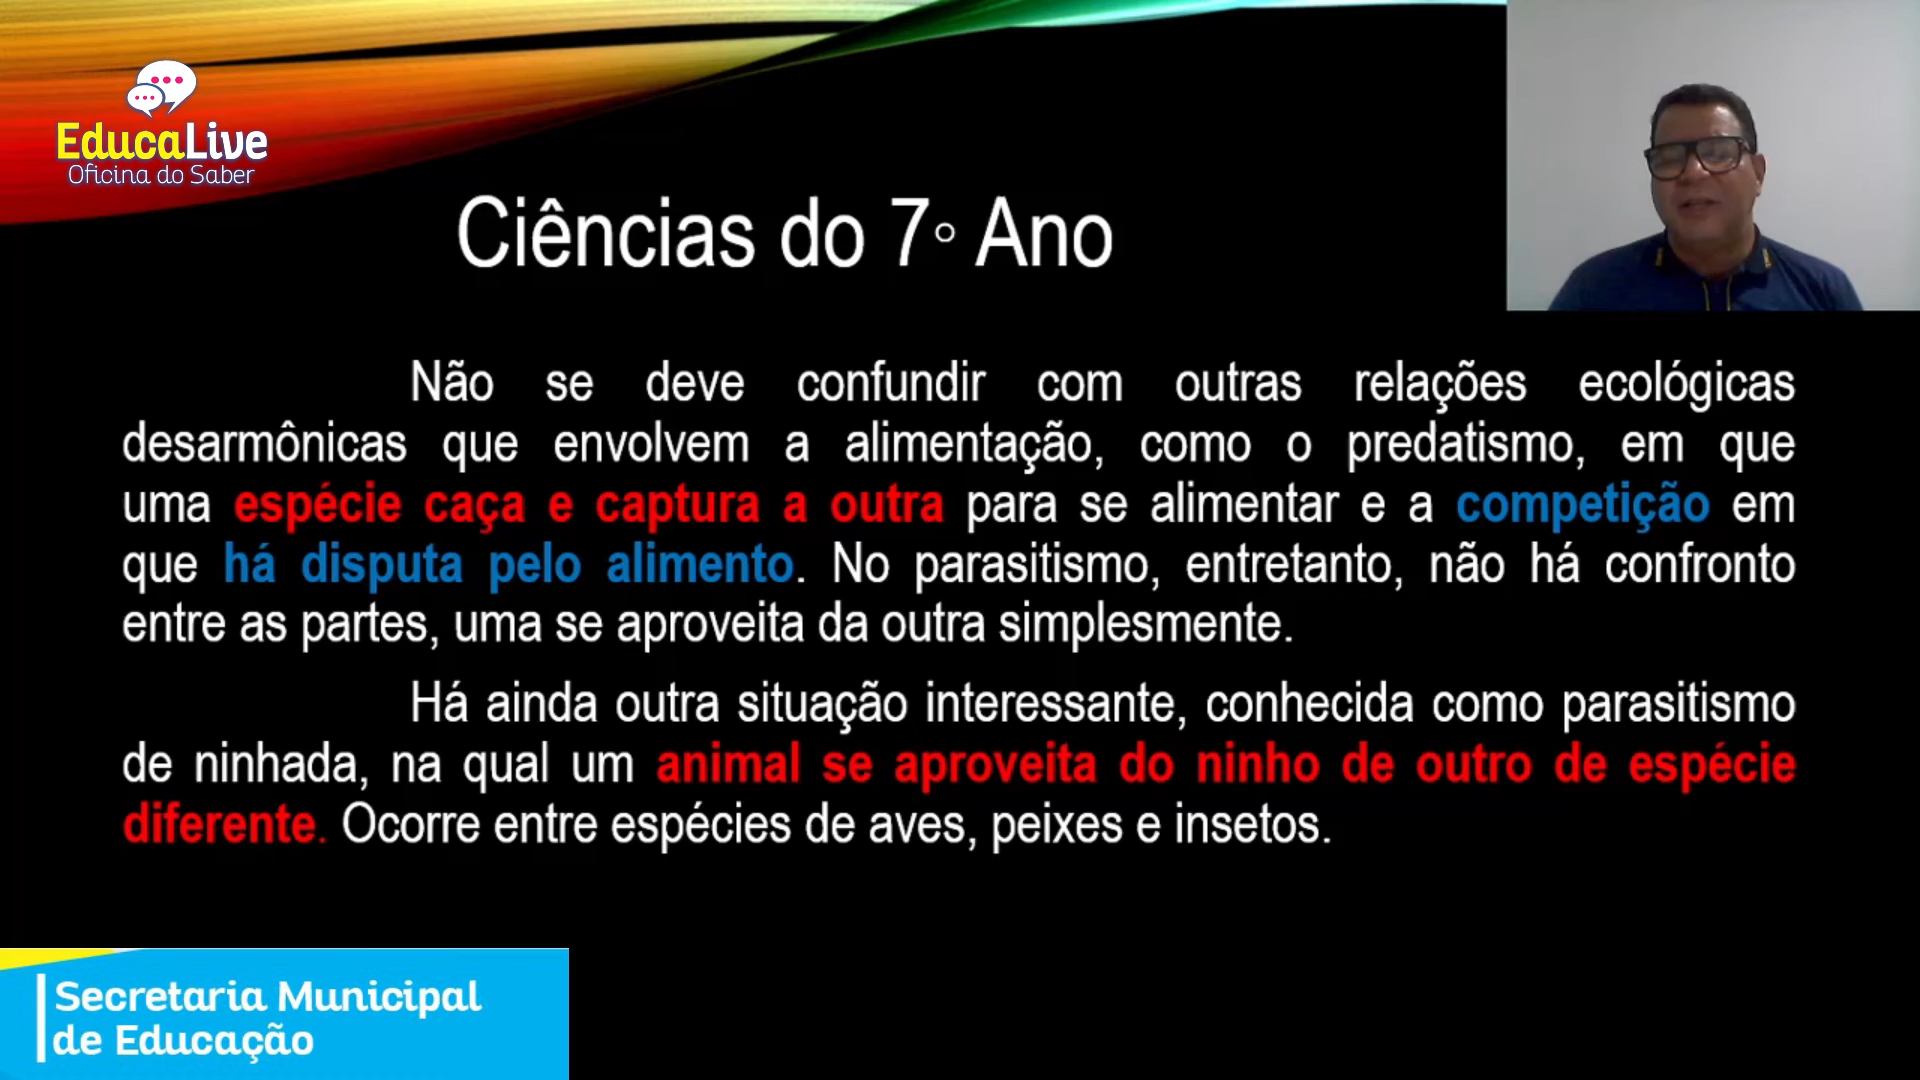 EducaLive
Oficina do Saber
Ciências do 7° Ano
Não se deve confundir com outras relações ecológicas
desarmônicas que envolvem a alimentação, como o predatismo, em que
uma espécie caça e captura a outra para se alimentar e a competição em
que há disputa pelo alimento. No parasitismo, entretanto, não há confronto
entre as partes, uma se aproveita da outra simplesmente.
Há ainda outra situação interessante, conhecida como parasitismo
de ninhada, na qual um animal se aproveita do ninho de outro de espécie
diferente. Ocorre entre espécies de aves, peixes e insetos.
Secretaria Municipal
de Educação